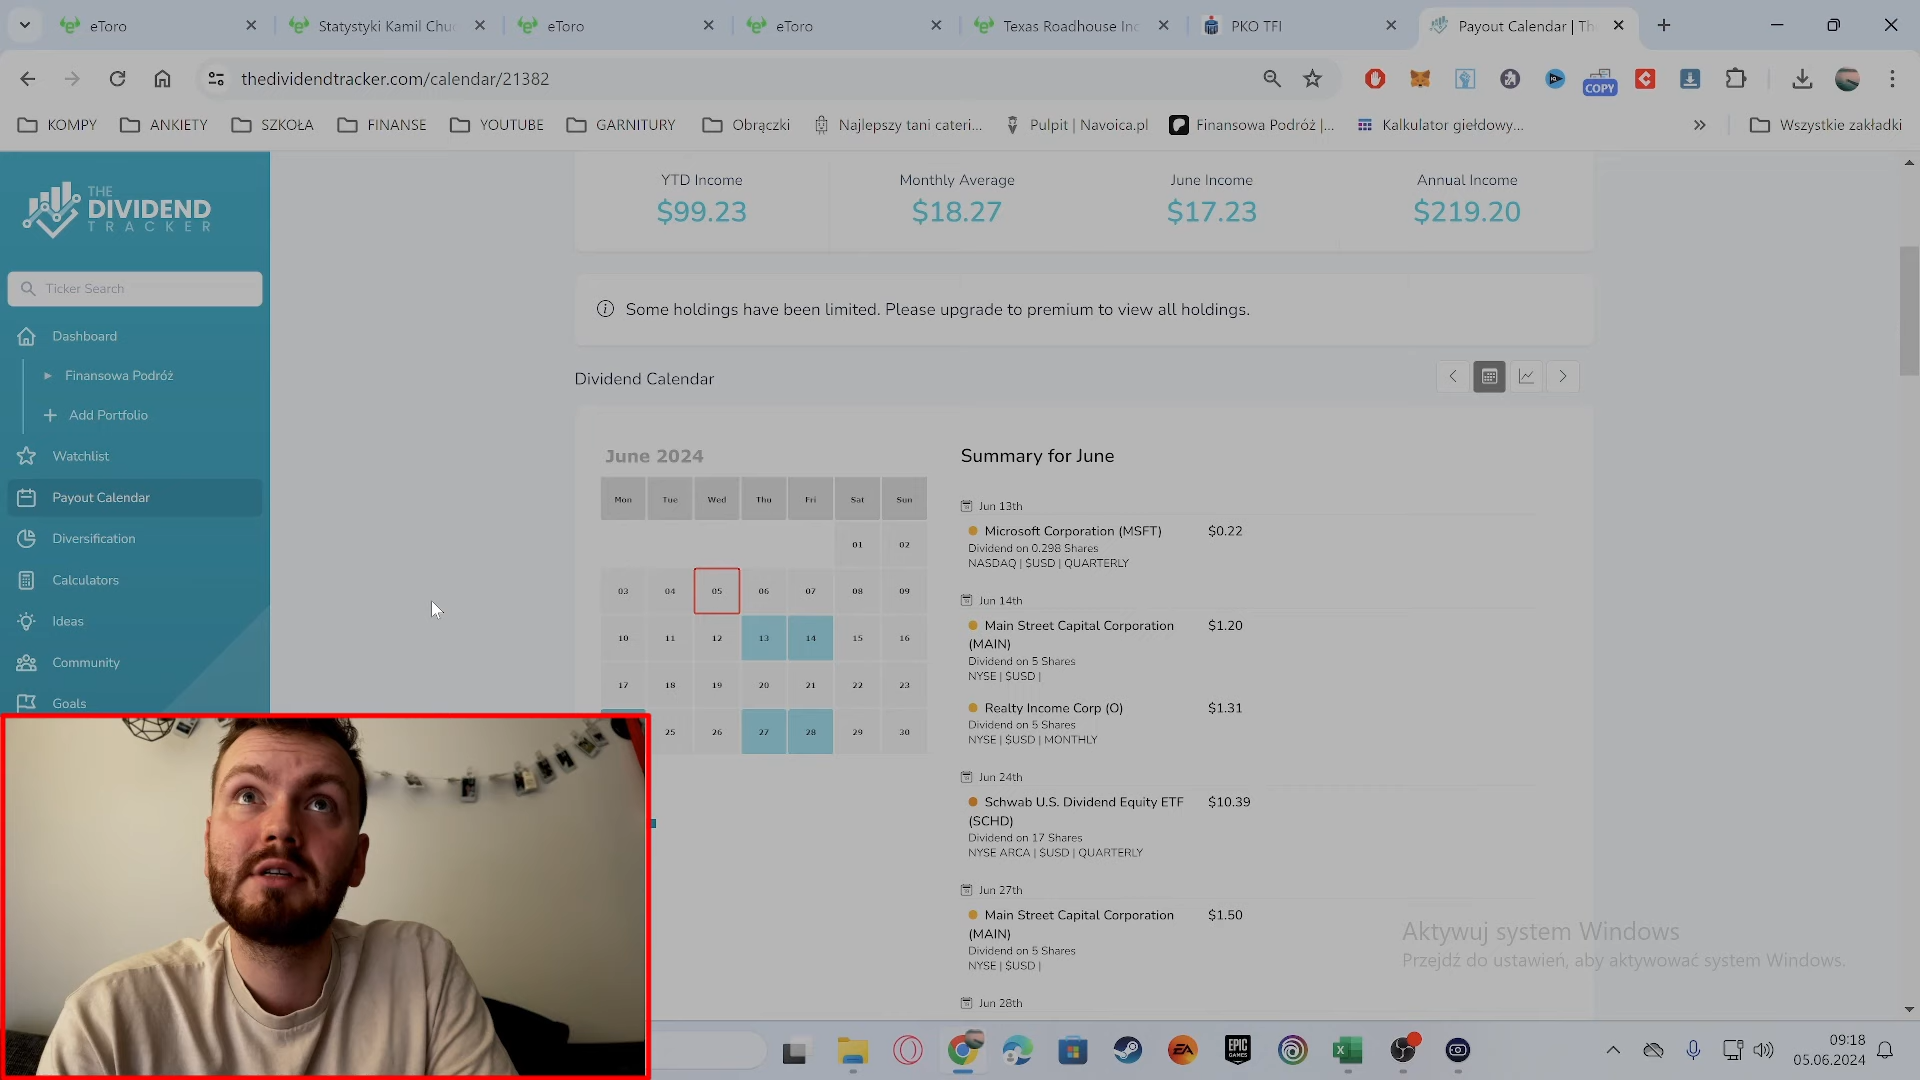 eToro
Statystyki Kamil Chu
eToro
eToro
Texas Roadhouse Inc
PKO TFI
Payout Calendar | Th
thedividendtracker.com/calendar/21382
COPY
KOMPY
ANKIETY
SZKOŁA
FINANSE
YOUTUBE
GARNITURY
Obrączki
Najlepszy tani cateri...
Pulpit | Navoica.pl
Finansowa Podróż |...
Kalkulator giełdowy...
Wszystkie zakładki
THE
DIVIDEND
TRACKER
Ticker Search
Dashboard
Finansowa Podróż
Add Portfolio
Watchlist
Payout Calendar
Diversification
Calculators
Ideas
Community
Goals
YTD Income
$99.23
Monthly Average
$18.27
June Income
$17.23
Annual Income
$219.20
Some holdings have been limited. Please upgrade to premium to view all holdings.
Dividend Calendar
June 2024
Mon Tue Wed Thu Fri Sat Sun
01 02
03 04 05 06 07 08 09
10 11 12 13 14 15 16
17 18 19 20 21 22 23
25 26 27 28 29 30
Summary for June
Jun 13th
Microsoft Corporation (MSFT) $0.22
Dividend on 0.298 Shares
NASDAQ | $USD | QUARTERLY
Jun 14th
Main Street Capital Corporation $1.20
(MAIN)
Dividend on 5 Shares
NYSE | $USD |
Realty Income Corp (O) $1.31
Dividend on 5 Shares
NYSE | $USD | MONTHLY
Jun 24th
Schwab U.S. Dividend Equity ETF $10.39
(SCHD)
Dividend on 17 Shares
NYSE ARCA | $USD | QUARTERLY
Jun 27th
Main Street Capital Corporation $1.50
(MAIN)
Dividend on 5 Shares
NYSE | $USD |
Jun 28th
Aktywuj system Windows
Przejdź do ustawień, aby aktywować system Windows.
EA
EPIC
GAMES
09:18
05.06.2024